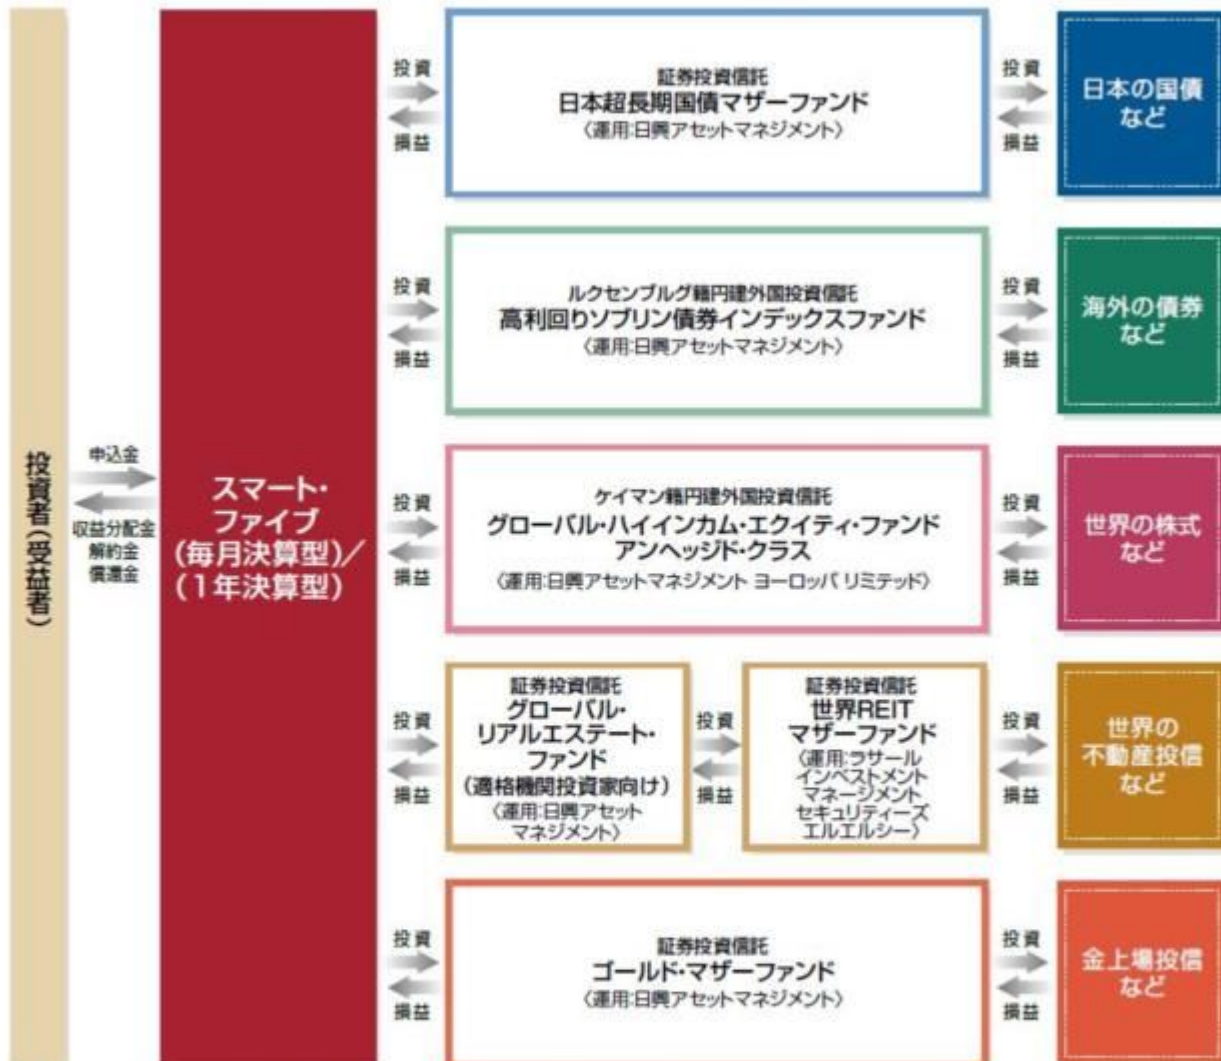 投資者(受益者)
申込金
収益分配金
解約金
償還金
スマート・
ファイブ
(毎月決算型)／
(1年決算型)
投資
損益
証券投資信託
日本超長期国債マザーファンド
〈運用:日興アセットマネジメント〉
投資
損益
日本の国債
など
投資
損益
ルクセンブルグ籍円建外国投資信託
高利回りソブリン債券インデックスファンド
〈運用:日興アセットマネジメント〉
投資
損益
海外の債券
など
投資
損益
ケイマン籍円建外国投資信託
グローバル・ハイインカム・エクイティ・ファンド
アンヘッジド・クラス
〈運用:日興アセットマネジメント ヨーロッパ リミテッド〉
投資
損益
世界の株式
など
投資
損益
証券投資信託
グローバル・
リアルエステート・
ファンド
(適格機関投資家向け)
〈運用:日興アセット
マネジメント〉
投資
損益
証券投資信託
世界REIT
マザーファンド
〈運用:ラサール
インベストメント
マネージメント
セキュリティーズ
エルエルシー〉
投資
損益
世界の
不動産投信
など
投資
損益
証券投資信託
ゴールド・マザーファンド
〈運用:日興アセットマネジメント〉
投資
損益
金上場投信
など